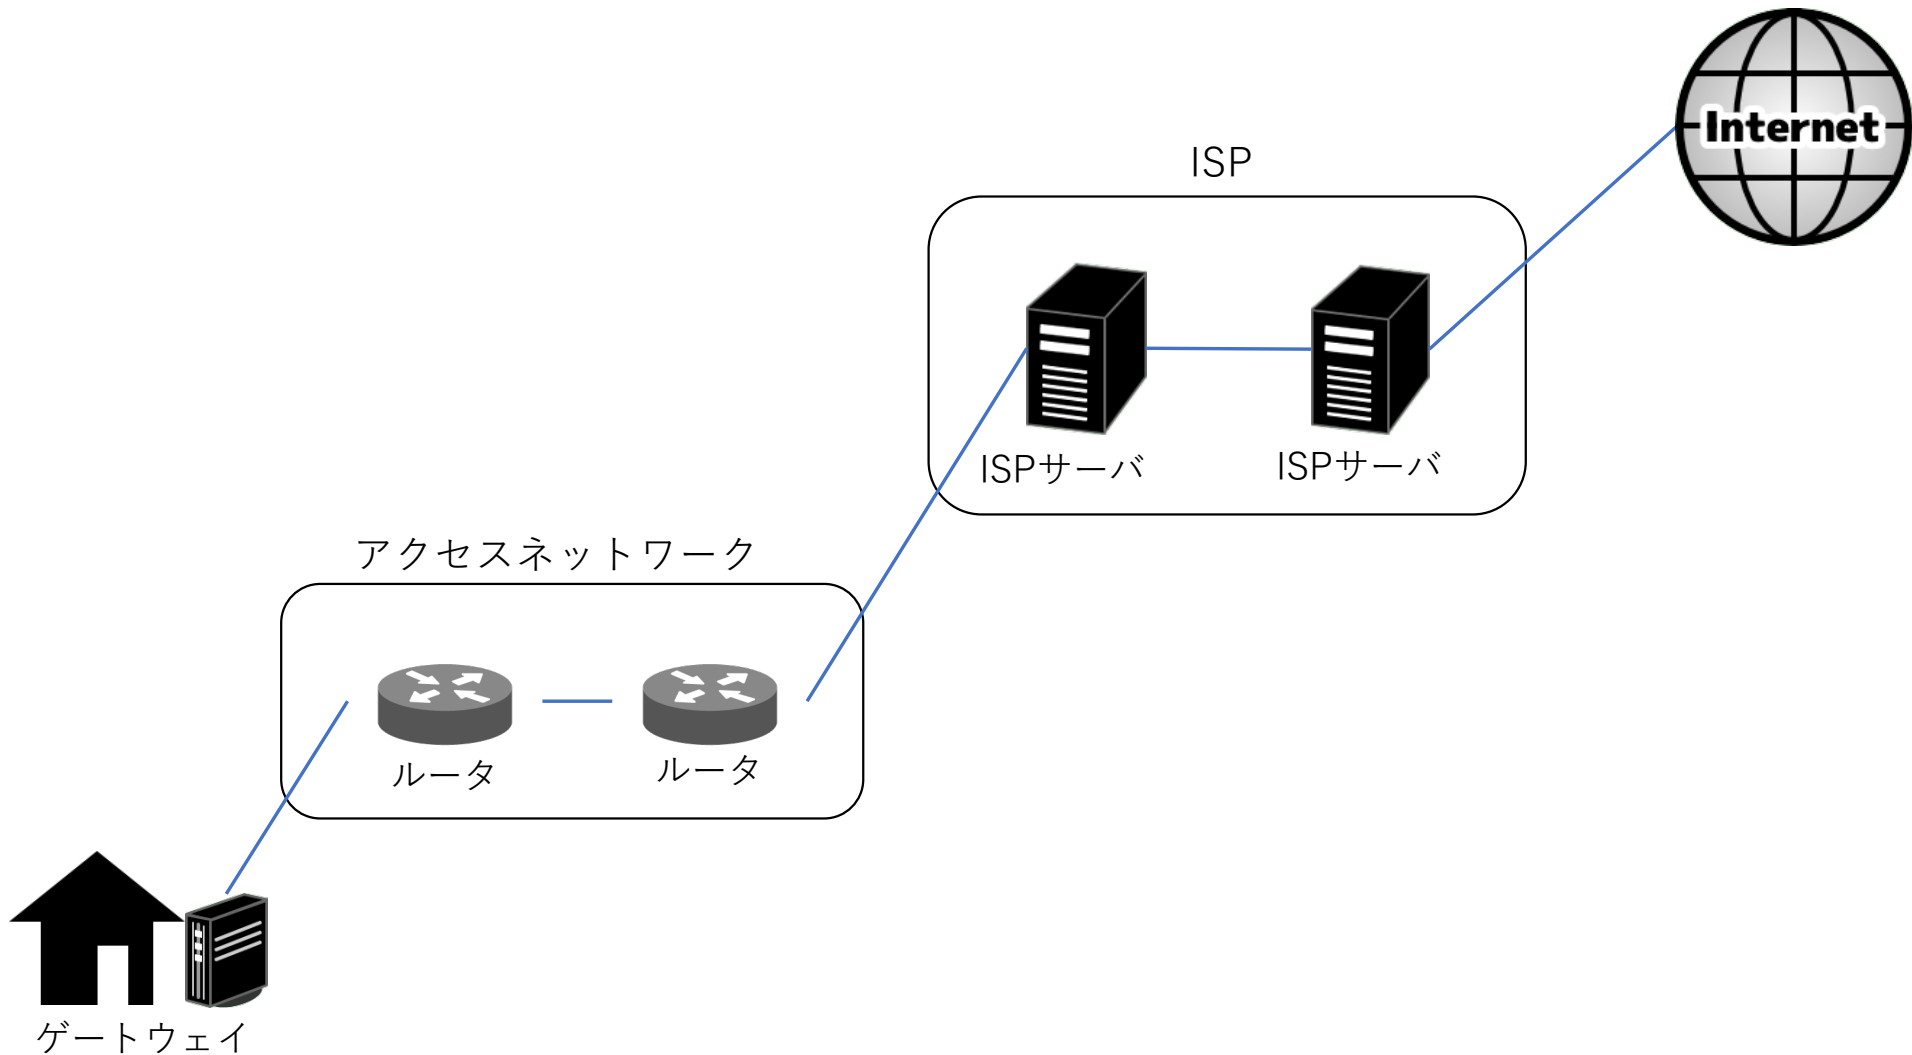 Internet
ISP
ISPサーバ
ISPサーバ
アクセスネットワーク
ルータ
ルータ
ゲートウェイ